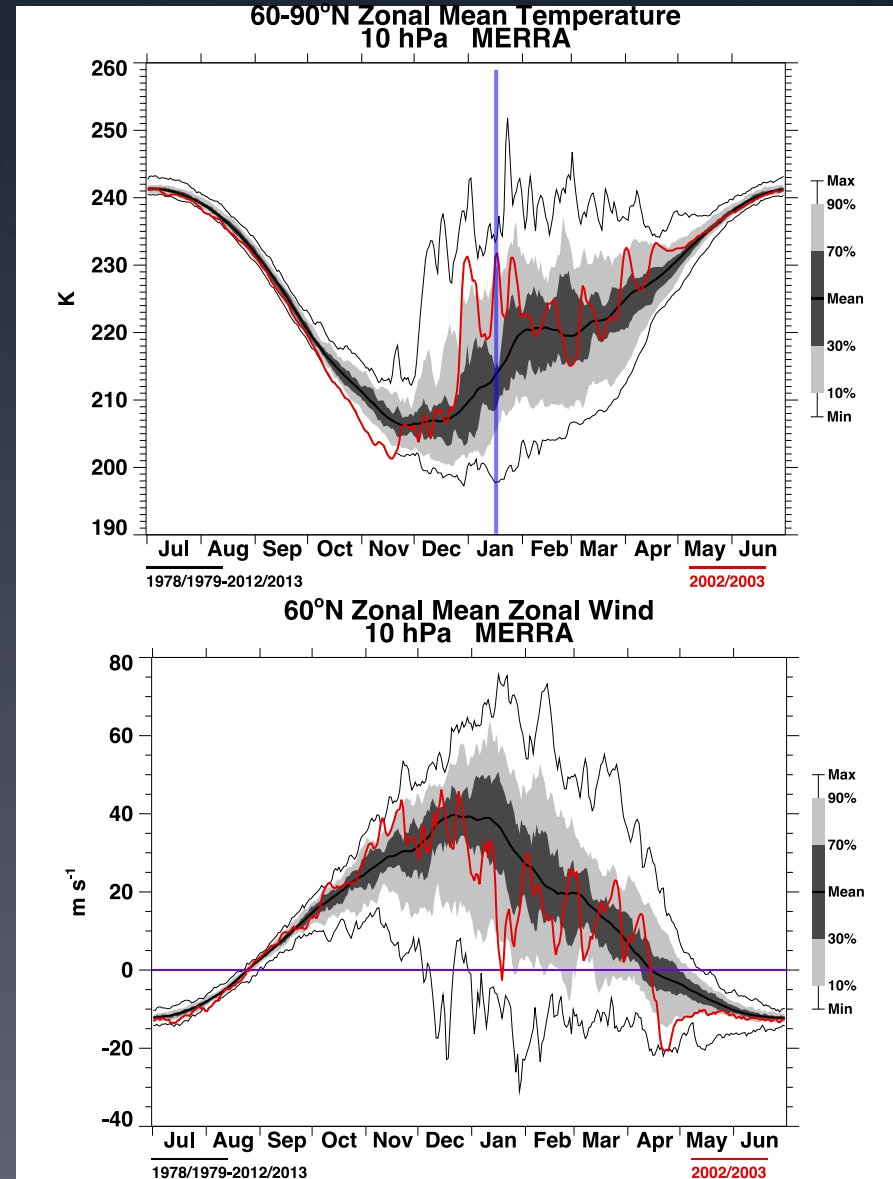 60-90°N Zonal Mean Temperature
10 hPa MERRA
260
250
240
230
220
210
200
190
K
Jul Aug Sep Oct Nov Dec Jan Feb Mar Apr May Jun
1978/1979-2012/2013
2002/2003
Max
90%
70%
Mean
30%
10%
Min
60°N Zonal Mean Zonal Wind
10 hPa MERRA
80
60
40
20
0
-20
-40
m s⁻¹
Jul Aug Sep Oct Nov Dec Jan Feb Mar Apr May Jun
1978/1979-2012/2013
2002/2003
Max
90%
70%
Mean
30%
10%
Min